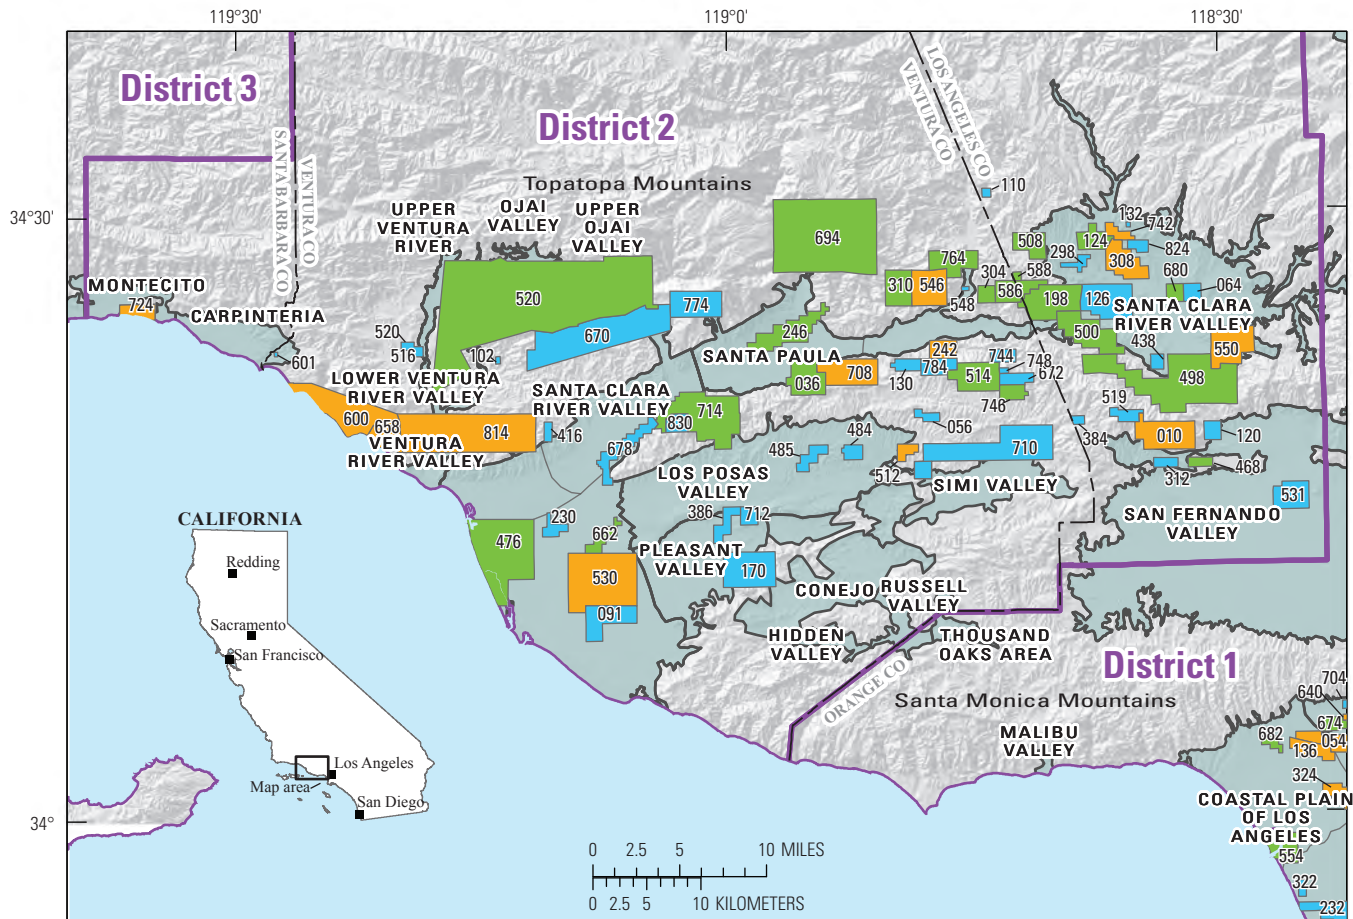 119°30'
119°0'
118°30'
District 3
District 2
SANTA BARBARA CO
VENTURA CO
LOS ANGELES CO
VENTURA CO
Topatopa Mountains
110
34°30'
UPPER
VENTURA
RIVER
OJAI
VALLEY
UPPER
OJAI
VALLEY
694
132
742
508
124
824
298
308
764
304
588
680
064
310
546
548
586
198
126
MONTECITO
724
CARPINTERIA
520
774
SANTA CLARA
RIVER VALLEY
500
438
550
520
516
102
670
246
SANTA PAULA
242
744
748
601
036
708
130
784
514
672
498
746
LOWER VENTURA
RIVER VALLEY
SANTA CLARA
RIVER VALLEY
714
830
519
600
658
814
416
056
384
010
120
VENTURA
RIVER VALLEY
678
485
484
710
512
312
468
LOS POSAS
VALLEY
SIMI VALLEY
531
SAN FERNANDO
VALLEY
CALIFORNIA
230
386
712
476
662
PLEASANT
VALLEY
Redding
530
170
091
CONEJO
RUSSELL
VALLEY
Sacramento
San Francisco
HIDDEN
VALLEY
THOUSAND
OAKS AREA
District 1
ORANGE CO
Santa Monica Mountains
704
640
674
MALIBU
VALLEY
682
136
054
Los Angeles
Map area
324
San Diego
34°
COASTAL PLAIN
OF LOS
ANGELES
554
322
232
0 2.5 5 10 MILES
0 2.5 5 10 KILOMETERS